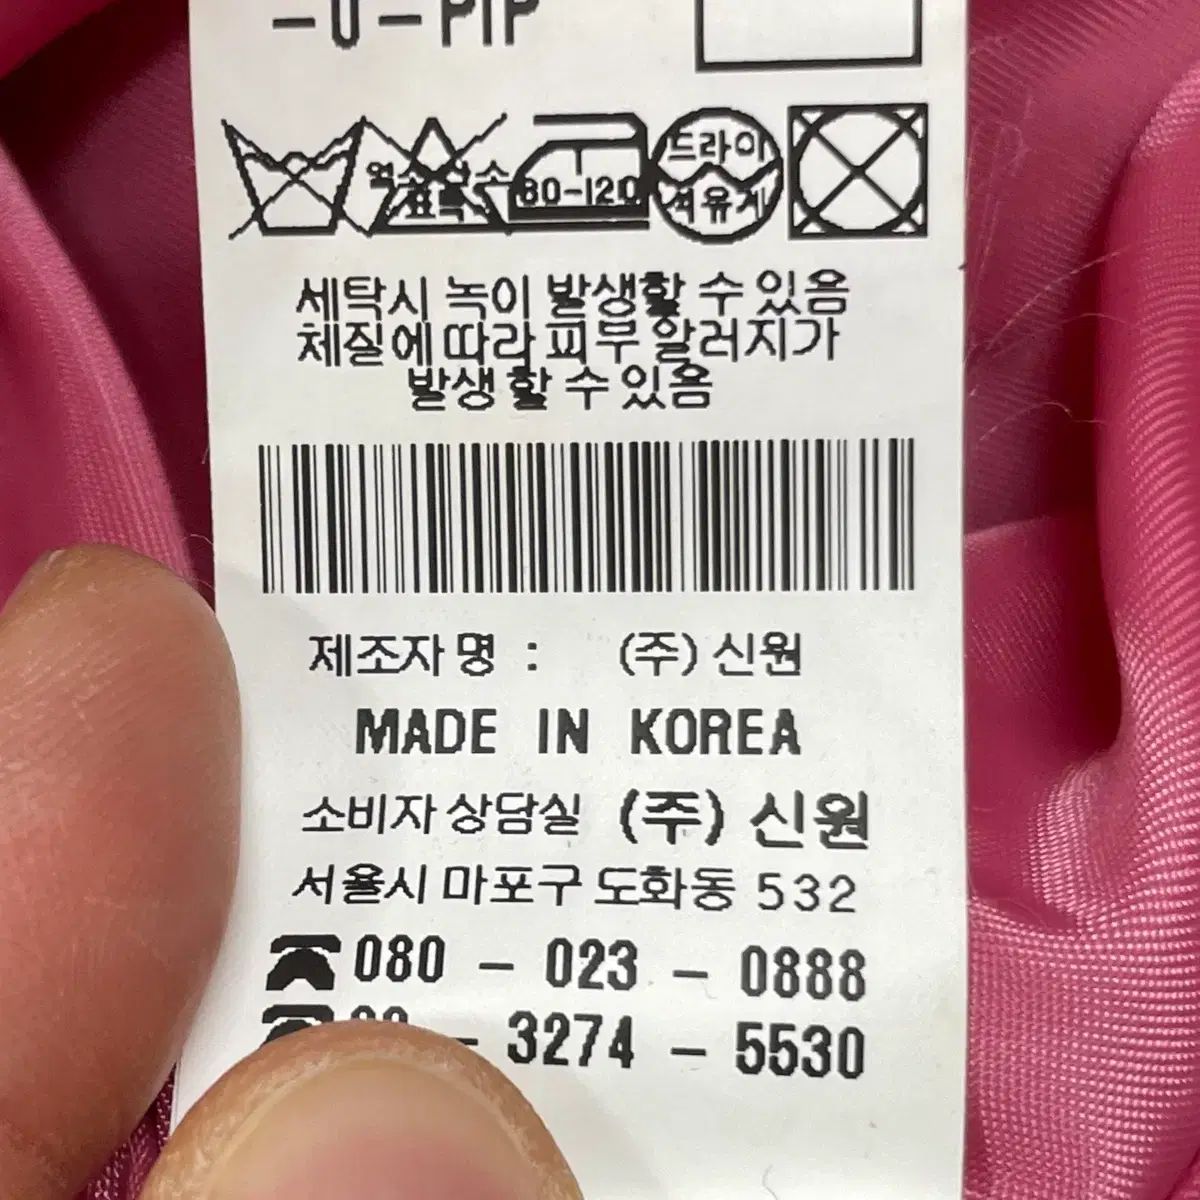 -0-PIP
염소산소
표백
80-120
드라이
석유계
세탁시 녹이 발생할 수 있음
체질에 따라 피부 알러지가
발생할 수 있음
제조자명 : (주) 신원
MADE IN KOREA
소비자 상담실 (주) 신원
서울시 마포구 도화동 532
080 - 023 - 0888
- 3274 - 5530